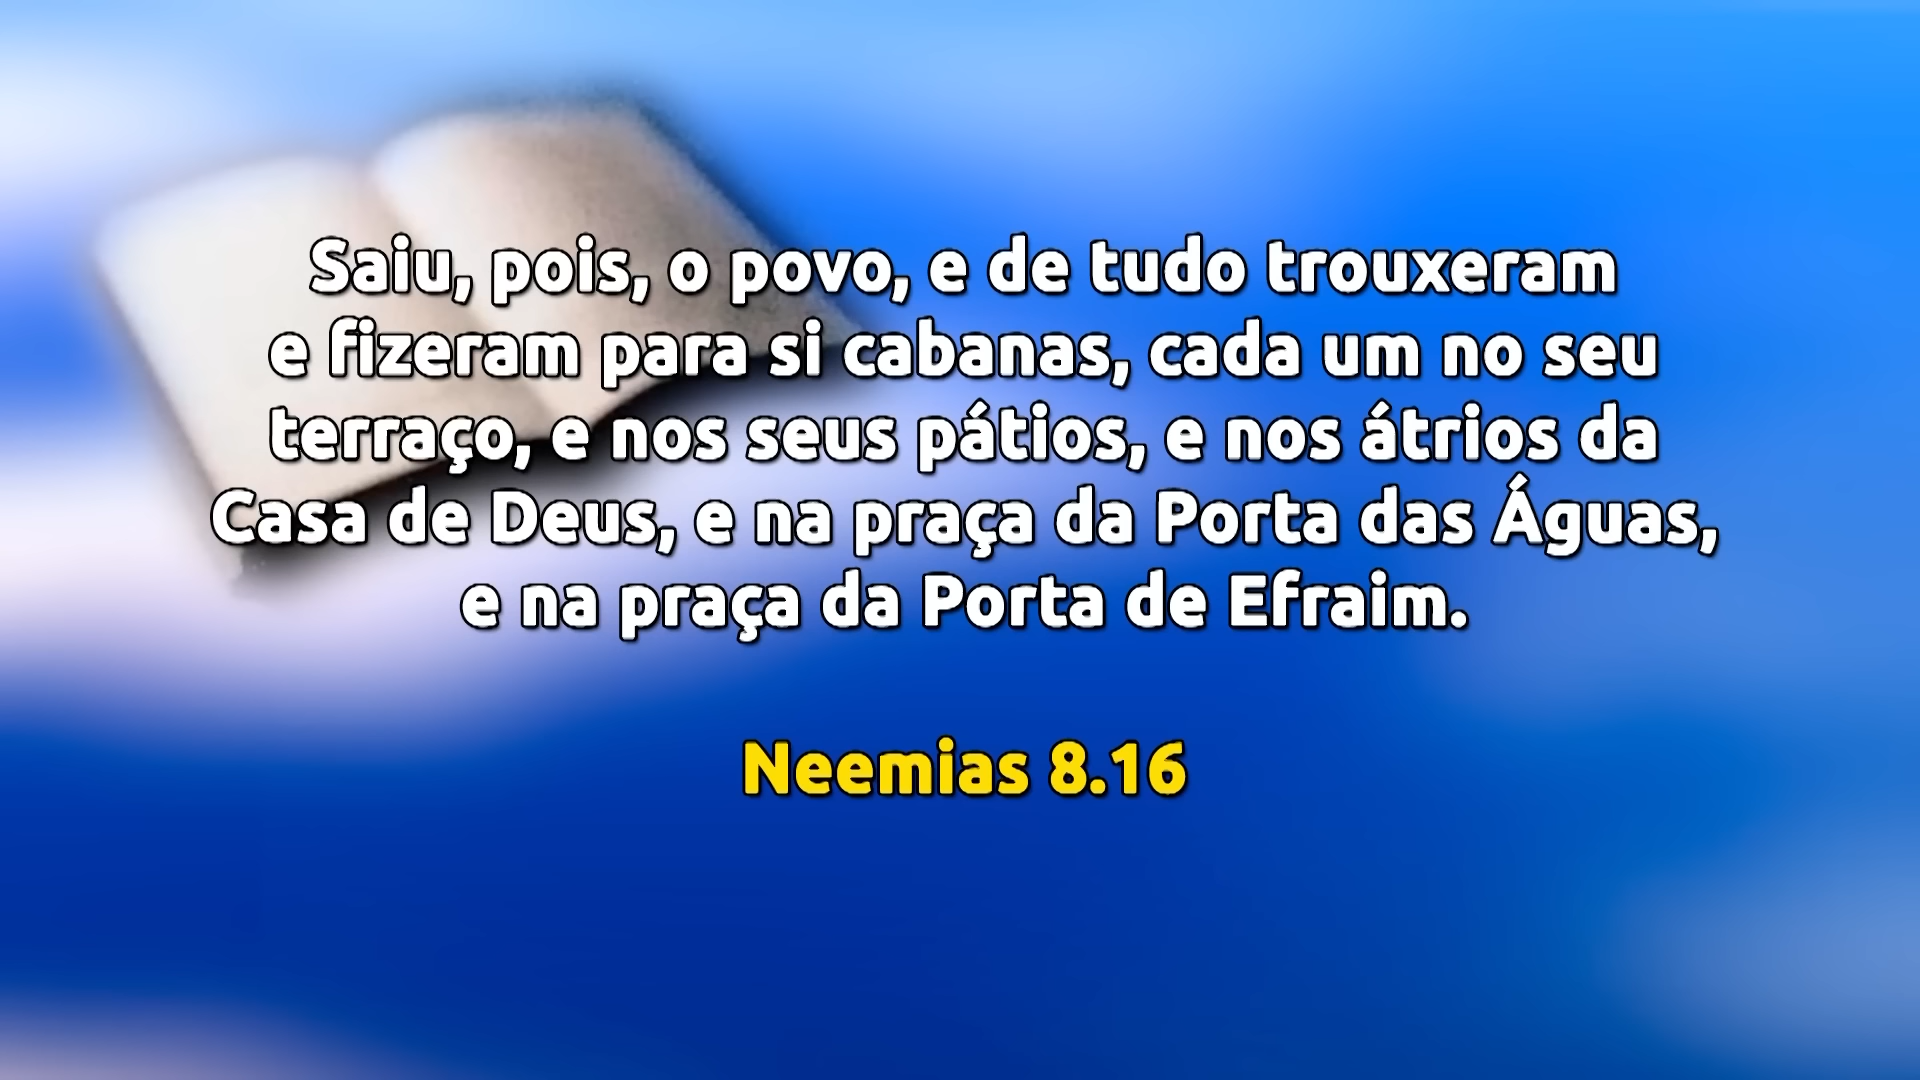 Saiu, pois, o povo, e de tudo trouxeram
e fizeram para si cabanas, cada um no seu
terraço, e nos seus pátios, e nos átrios da
Casa de Deus, e na praça da Porta das Águas,
e na praça da Porta de Efraim.
Neemias 8.16